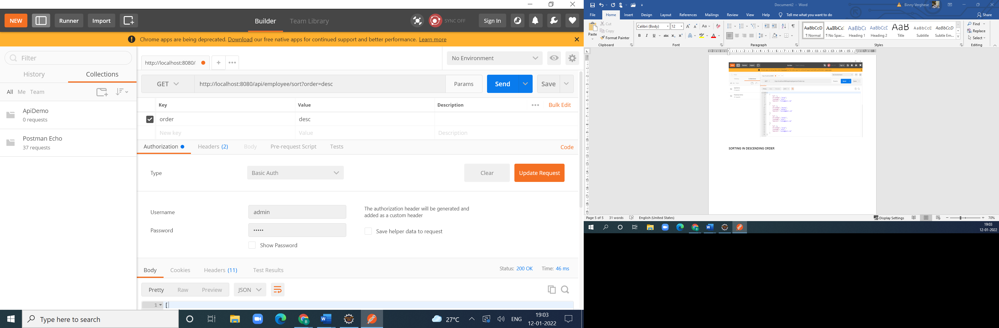 NEW Runner Import Builder Team Library SYNC OFF Sign In
Chrome apps are being deprecated. Download our free native apps for continued support and better performance. Learn more
Filter
History Collections
All Me Team
ApiDemo
0 requests
Postman Echo
37 requests
http://localhost:8080/ No Environment
GET http://localhost:8080/api/employee/sort?order=desc Params Send Save
Key Value Description Bulk Edit
order desc
New key Value Description
Authorization Headers (2) Body Pre-request Script Tests Code
Type Basic Auth Clear Update Request
Username admin
The authorization header will be generated and
added as a custom header
Password •••••
Save helper data to request
Show Password
Body Cookies Headers (11) Test Results Status: 200 OK Time: 46 ms
Pretty Raw Preview JSON
1 [
Type here to search 27°C ENG 19:03
12-01-2022
Document2 - Word Binny Verghese
File Home Insert Design Layout References Mailings Review View Help Tell me what you want to do Share
Paste Cut Copy Format Painter
Calibri (Body) 12
AaBbCcD AaBbCc AaBbCc AaBbCcE AaB AaBbCcC AaBbCcD
¶ Normal ¶ No Spac... Heading 1 Heading 2 Title Subtitle Subtle Em...
Find Replace Select
Clipboard Font Paragraph Styles Editing
SORTING IN DESCENDING ORDER
Page 5 of 5 31 words English (United States) Display Settings 70%
19:03
12-01-2022